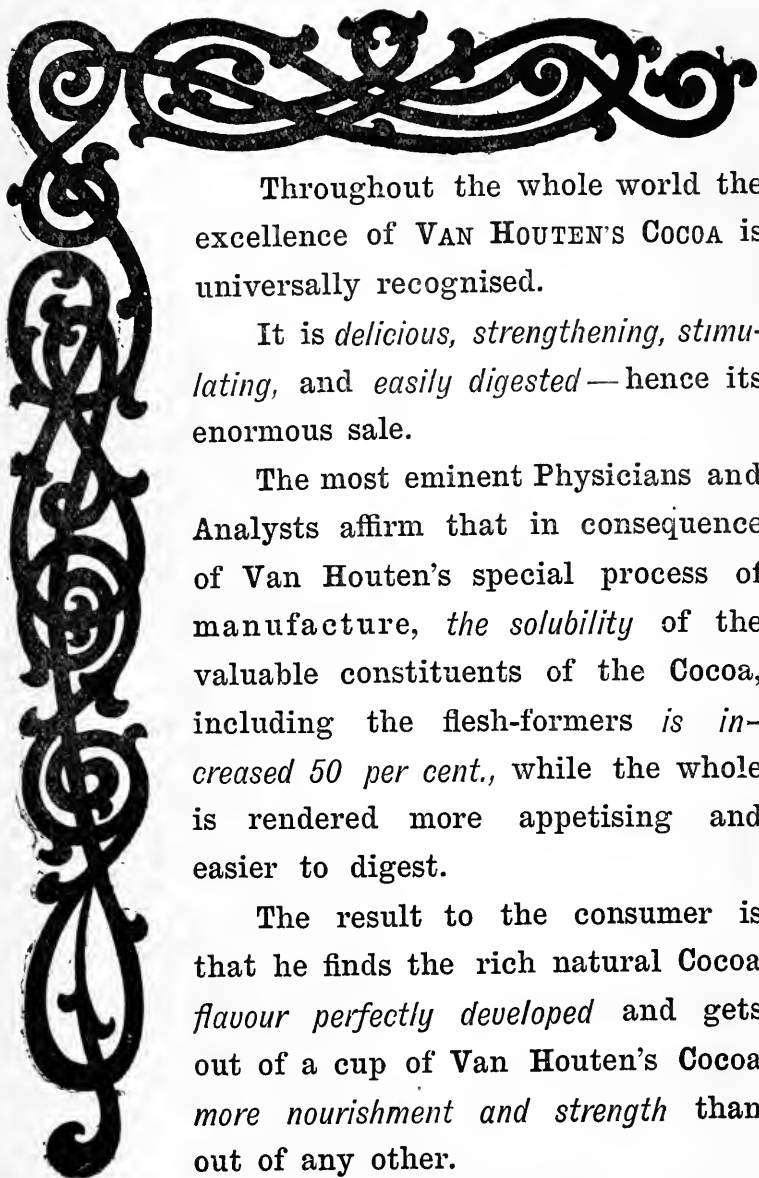 Throughout the whole world the
excellence of VAN HOUTEN'S COCOA is
universally recognised.
It is delicious, strengthening, stimu-
lating, and easily digested — hence its
enormous sale.
The most eminent Physicians and
Analysts affirm that in consequence
of Van Houten's special process of
manufacture, the solubility of the
valuable constituents of the Cocoa,
including the flesh-formers is in-
creased 50 per cent., while the whole
is rendered more appetising and
easier to digest.
The result to the consumer is
that he finds the rich natural Cocoa
flavour perfectly developed and gets
out of a cup of Van Houten's Cocoa
more nourishment and strength than
out of any other.